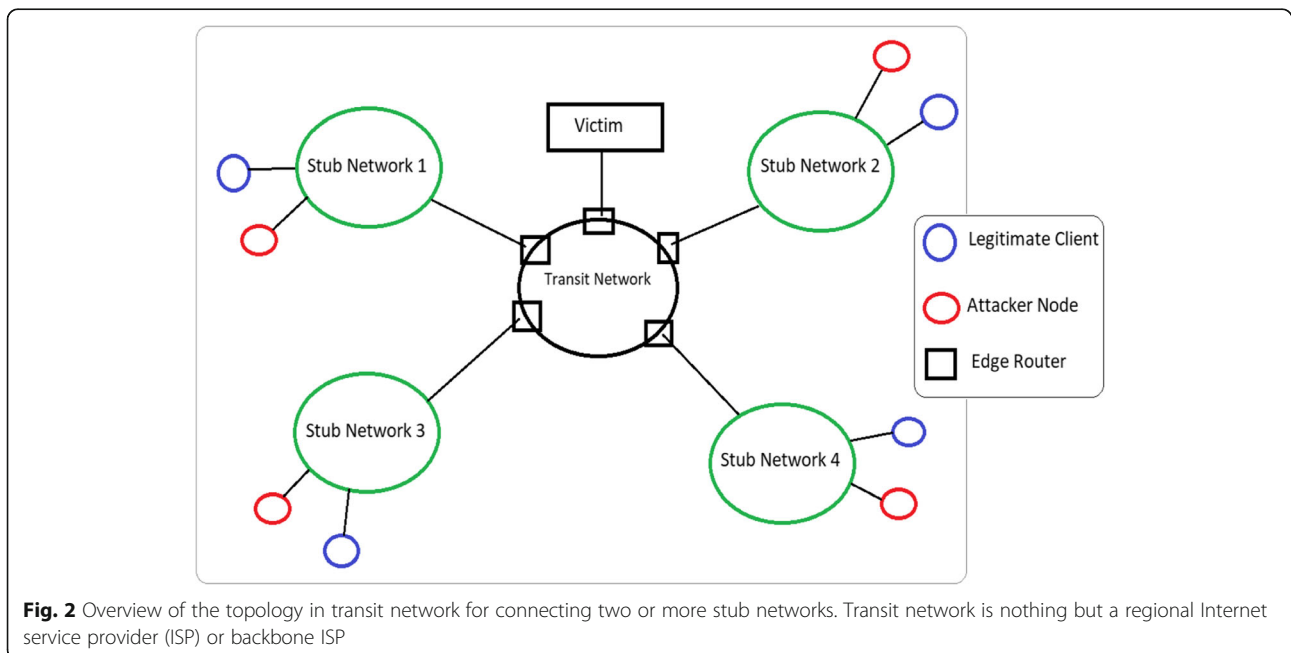 Victim
Stub Network 1
Stub Network 2
Legitimate Client
Transit Network
Attacker Node
Edge Router
Stub Network 3
Stub Network 4
Fig. 2 Overview of the topology in transit network for connecting two or more stub networks. Transit network is nothing but a regional Internet
service provider (ISP) or backbone ISP